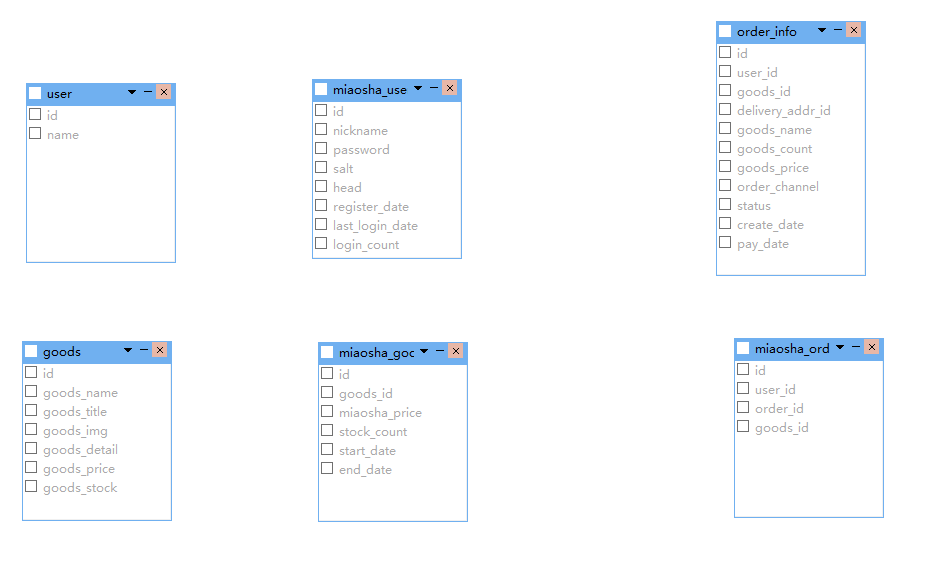 user
id
name
miaosha_use
id
nickname
password
salt
head
register_date
last_login_date
login_count
order_info
id
user_id
goods_id
delivery_addr_id
goods_name
goods_count
goods_price
order_channel
status
create_date
pay_date
goods
id
goods_name
goods_title
goods_img
goods_detail
goods_price
goods_stock
miaosha_goc
id
goods_id
miaosha_price
stock_count
start_date
end_date
miaosha_ord
id
user_id
order_id
goods_id